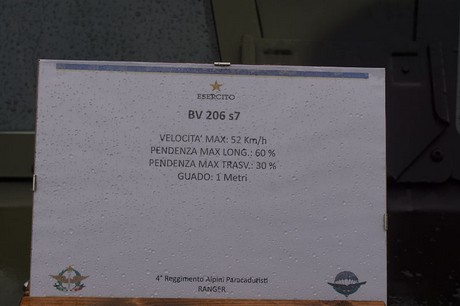 ESERCITO
BV 206 s7
VELOCITA' MAX: 52 Km/h
PENDENZA MAX LONG.: 60 %
PENDENZA MAX TRASV.: 30 %
GUADO: 1 Metri
4° Reggimento Alpini Paracadutisti
RANGER